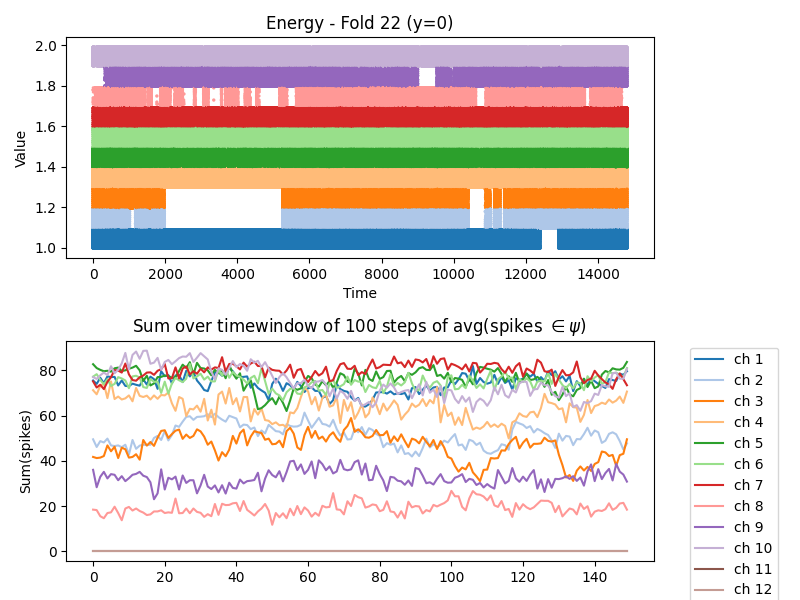 Energy - Fold 22 (y=0)
2.0
1.8
1.6
1.4
1.2
1.0
Value
0 2000 4000 6000 8000 10000 12000 14000
Time
Sum over timewindow of 100 steps of avg(spikes ∈ ψ)
80
60
40
20
0
Sum(spikes)
0 20 40 60 80 100 120 140
ch 1
ch 2
ch 3
ch 4
ch 5
ch 6
ch 7
ch 8
ch 9
ch 10
ch 11
ch 12